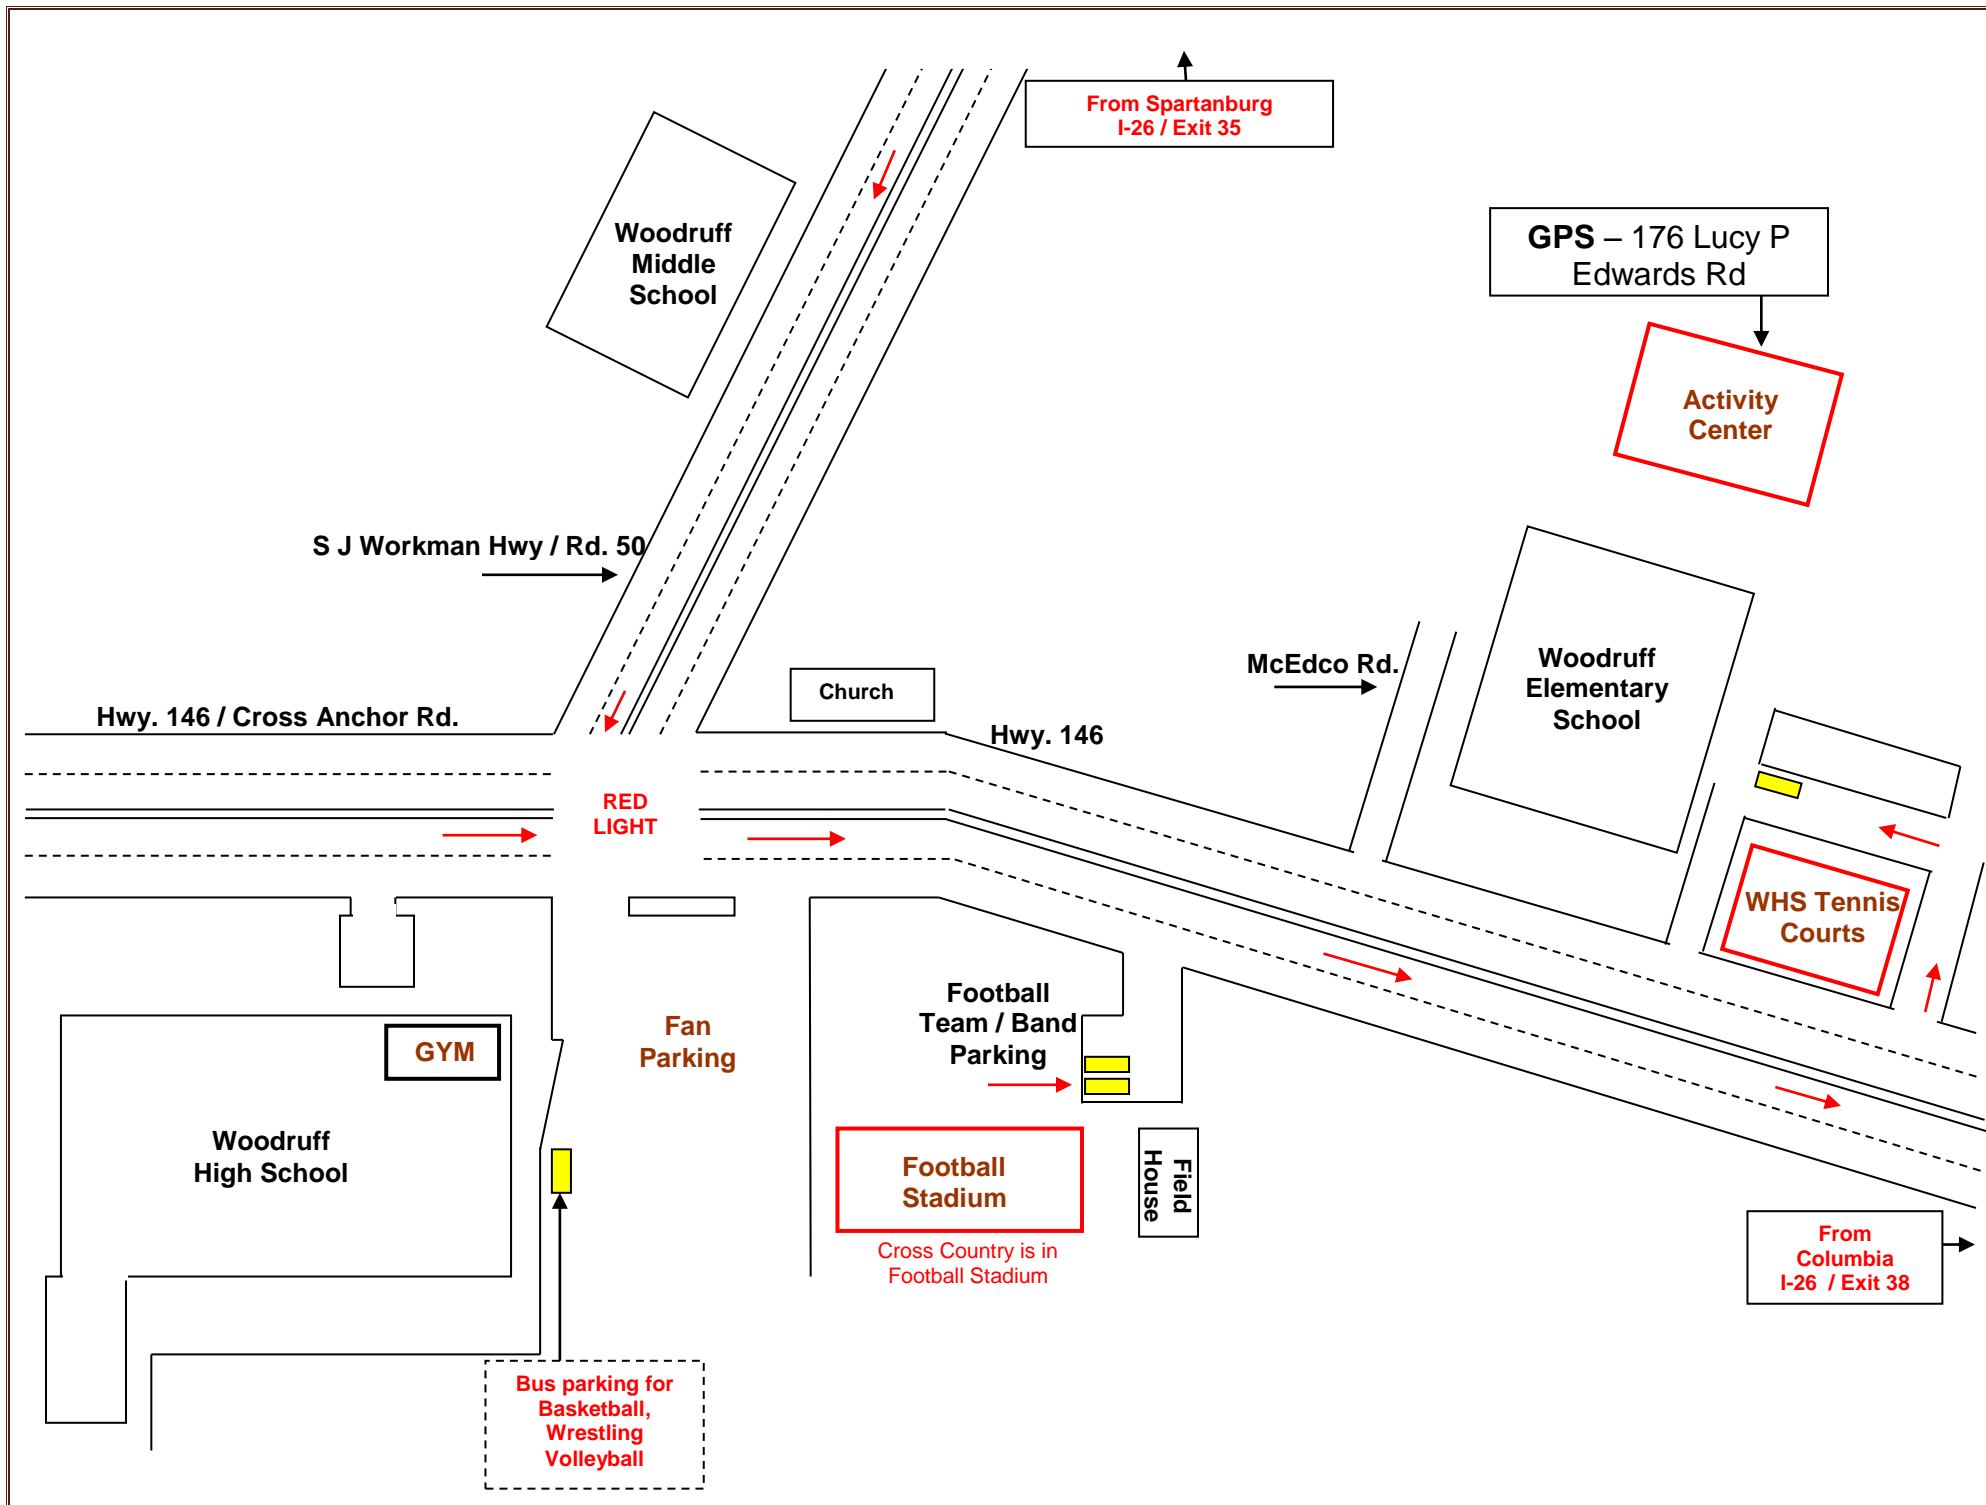 From Spartanburg
I-26 / Exit 35
GPS – 176 Lucy P
Edwards Rd
Woodruff
Middle
School
Activity
Center
S J Workman Hwy / Rd. 50
McEdco Rd.
Woodruff
Elementary
School
Church
Hwy. 146 / Cross Anchor Rd.
Hwy. 146
RED
LIGHT
WHS Tennis
Courts
Football
Team / Band
Parking
Fan
Parking
GYM
Woodruff
High School
Football
Stadium
Field
House
Cross Country is in
Football Stadium
From
Columbia
I-26 / Exit 38
Bus parking for
Basketball,
Wrestling
Volleyball